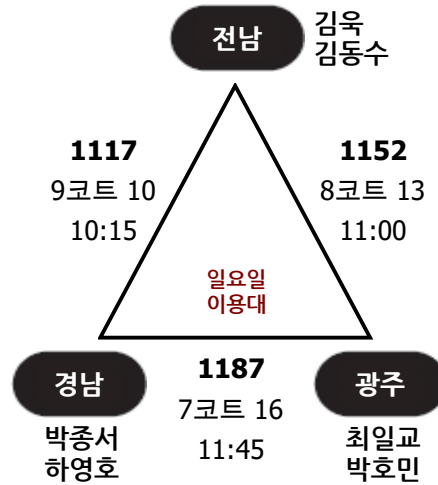 전남
김욱
김동수
1117
9코트 10
10:15
1152
8코트 13
11:00
일요일
이용대
경남
박종서
하영호
1187
7코트 16
11:45
광주
최일교
박호민